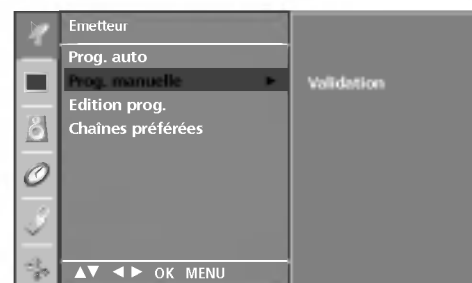 Emetteur
Prog. auto
Prog. manuelle ► Validation
Edition prog.
Chaînes préférées
▲▼ ◄► OK MENU